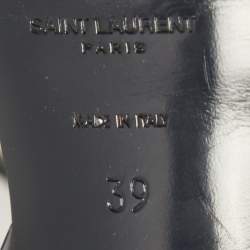 SAINT LAURENT
PARIS
MADE IN ITALY
39